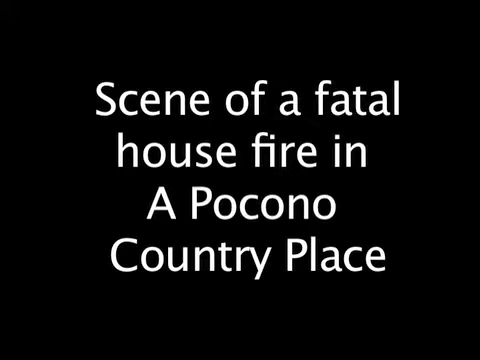 Scene of a fatal
house fire in
A Pocono
Country Place